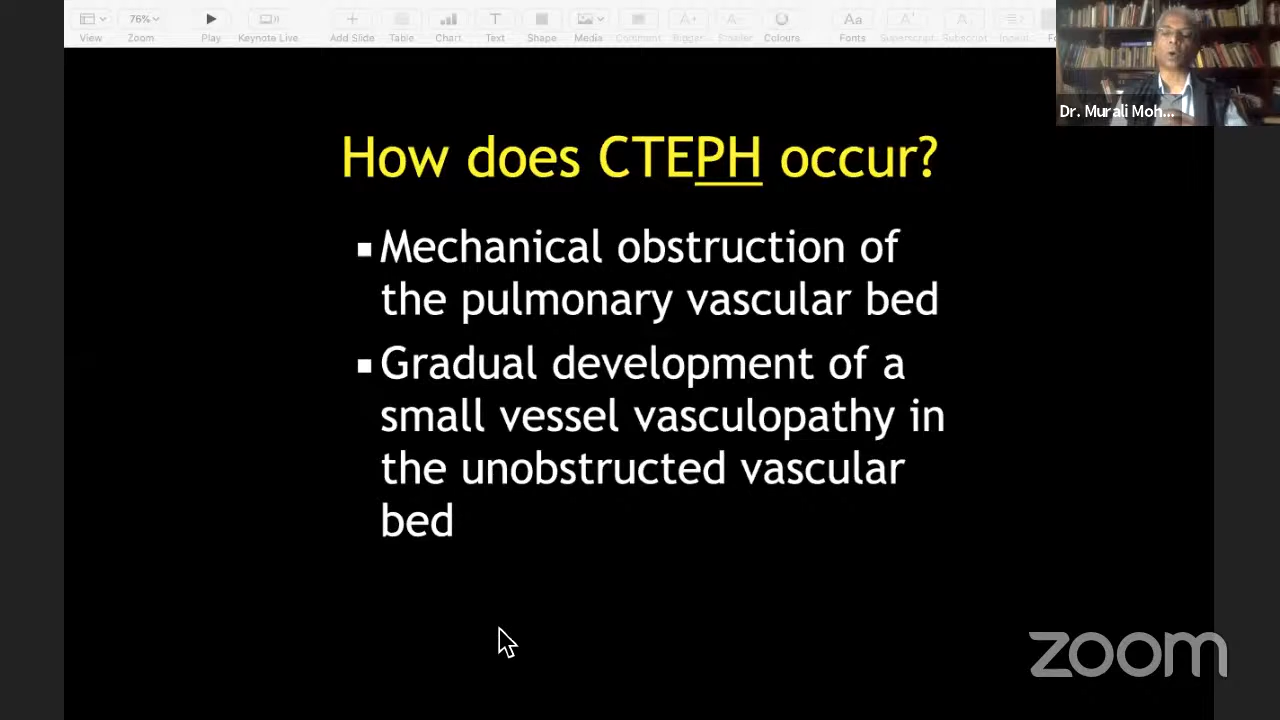 View
Zoom
Play
Keynote Live
Add Slide
Table
Chart
Text
Shape
Media
Comment
Bigger
Colours
Fonts
Superscript
Subscript
76%
Dr. Murali Moh...
How does CTEPH occur?
▪Mechanical obstruction of
the pulmonary vascular bed
▪Gradual development of a
small vessel vasculopathy in
the unobstructed vascular
bed
zoom